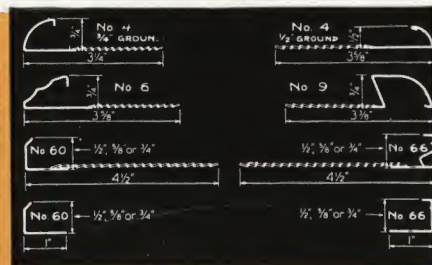 No 4
3/4" GROUN.
3/4"
3 1/4"
No. 4
1/2" GROUND
1/2"
3 5/8"
No 6
3/4"
3 5/8"
No 9
3/4"
3 3/8"
No 60
1/2", 5/8" or 3/4"
4 1/2"
1/2", 5/8" or 3/4"
No 66
4 1/2"
No 60
1/2", 5/8" or 3/4"
1"
1/2", 5/8" or 3/4"
No 66
1"